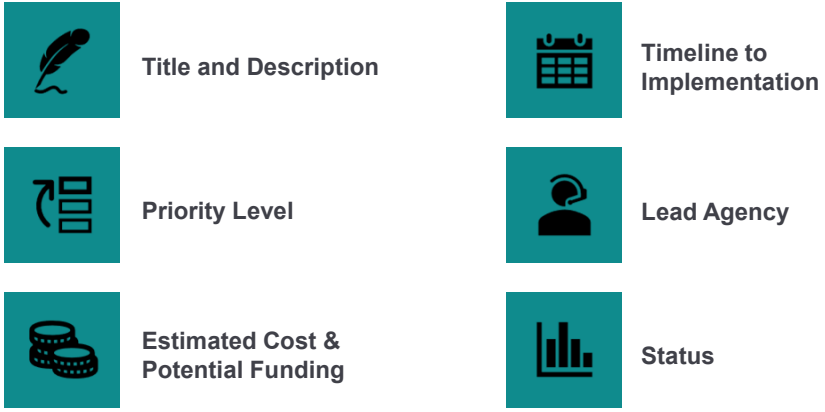 Title and Description
Timeline to
Implementation
Priority Level
Lead Agency
Estimated Cost &
Potential Funding
Status